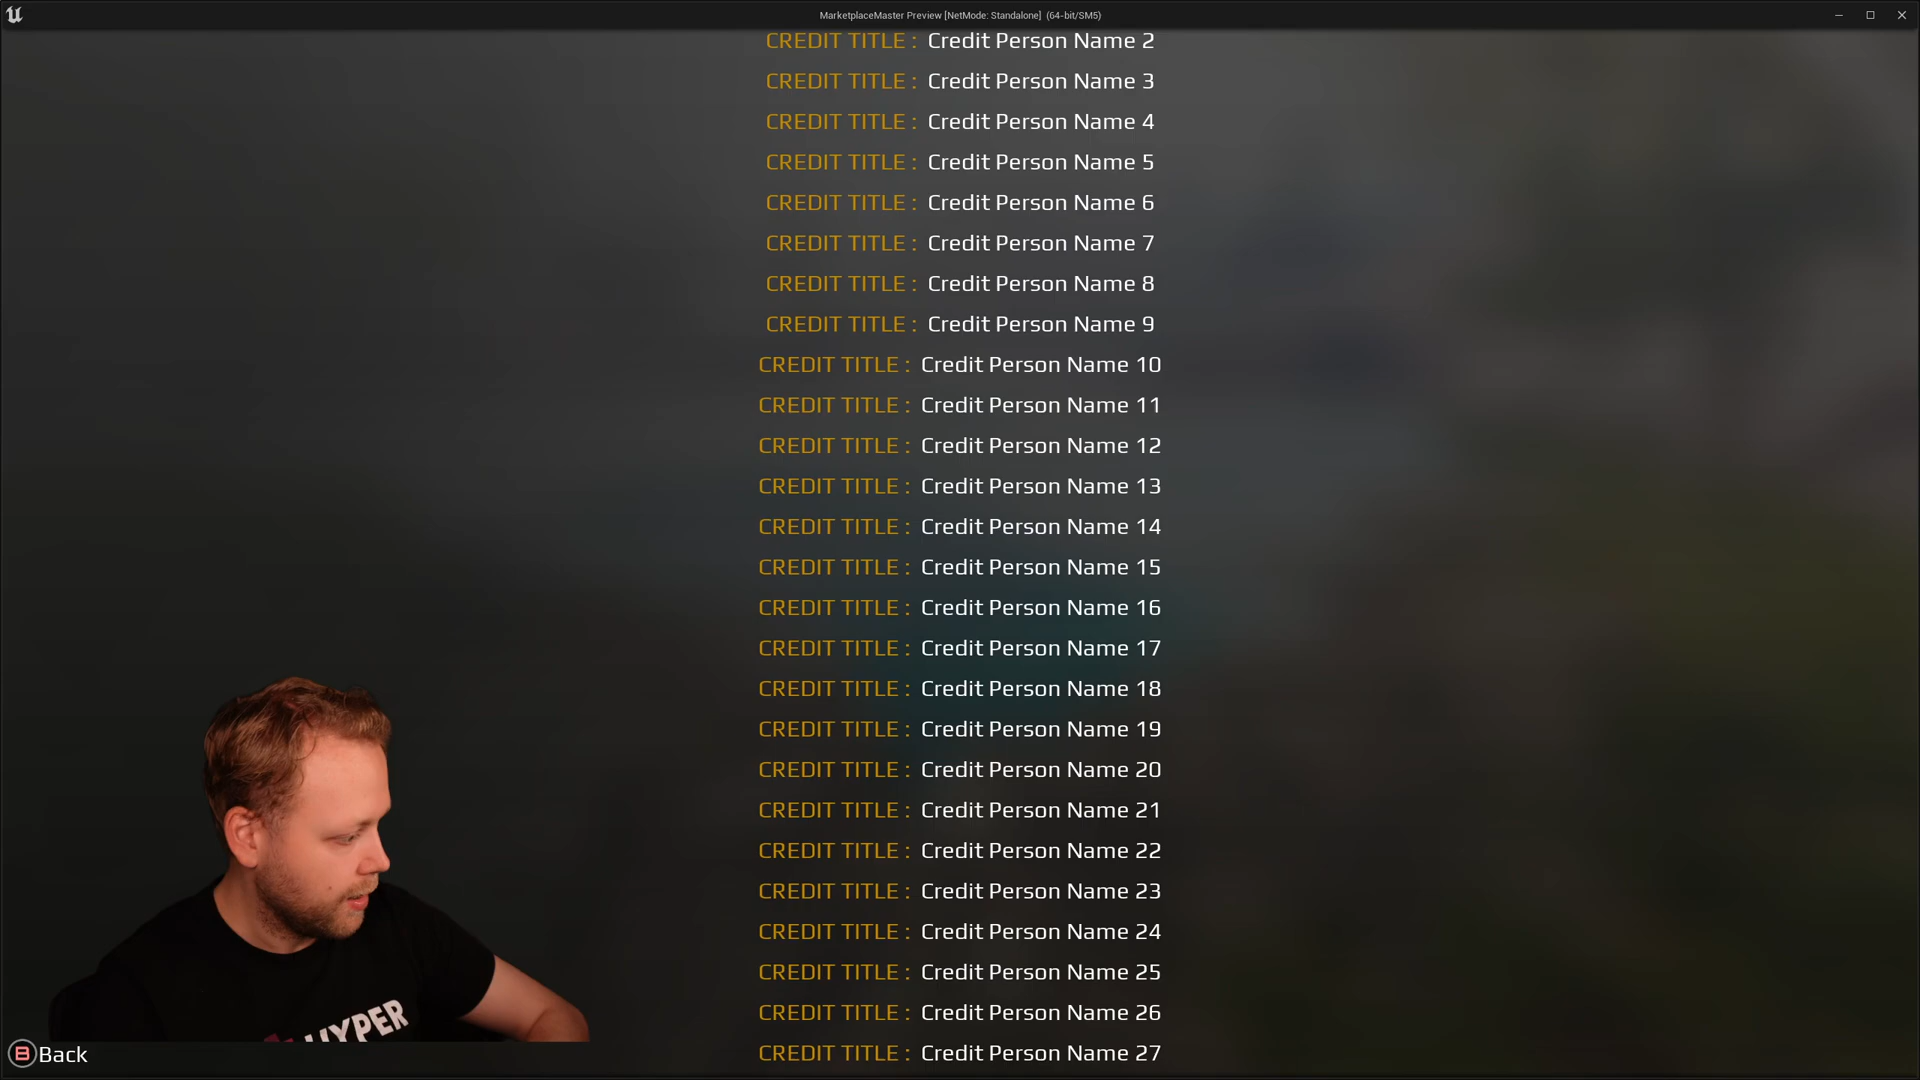 MarketplaceMaster Preview [NetMode: Standalone] (64-bit/SM5)
CREDIT TITLE : Credit Person Name 2
CREDIT TITLE : Credit Person Name 3
CREDIT TITLE : Credit Person Name 4
CREDIT TITLE : Credit Person Name 5
CREDIT TITLE : Credit Person Name 6
CREDIT TITLE : Credit Person Name 7
CREDIT TITLE : Credit Person Name 8
CREDIT TITLE : Credit Person Name 9
CREDIT TITLE : Credit Person Name 10
CREDIT TITLE : Credit Person Name 11
CREDIT TITLE : Credit Person Name 12
CREDIT TITLE : Credit Person Name 13
CREDIT TITLE : Credit Person Name 14
CREDIT TITLE : Credit Person Name 15
CREDIT TITLE : Credit Person Name 16
CREDIT TITLE : Credit Person Name 17
CREDIT TITLE : Credit Person Name 18
CREDIT TITLE : Credit Person Name 19
CREDIT TITLE : Credit Person Name 20
CREDIT TITLE : Credit Person Name 21
CREDIT TITLE : Credit Person Name 22
CREDIT TITLE : Credit Person Name 23
CREDIT TITLE : Credit Person Name 24
CREDIT TITLE : Credit Person Name 25
CREDIT TITLE : Credit Person Name 26
CREDIT TITLE : Credit Person Name 27
HYPER
B Back